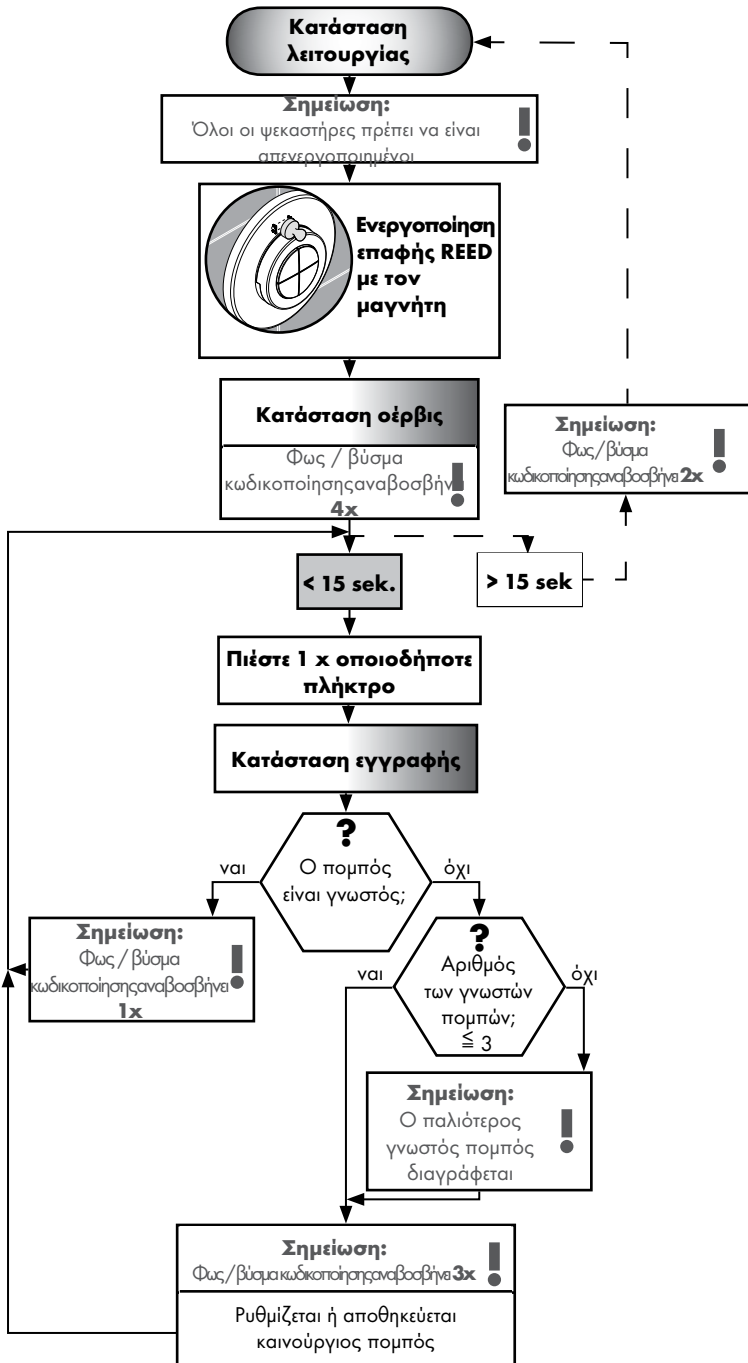 Κατάσταση
λειτουργίας
Σημείωση:
Όλοι οι ψεκαστήρες πρέπει να είναι
απενεργοποιημένοι
!
Ενεργοποίηση
επαφής REED
με τον
μαγνήτη
Κατάσταση σέρβις
Φως / βύσμα
κωδικοποίησηςαναβοσβήνει
4x
!
Σημείωση:
Φως/βύσμα
κωδικοποίησηςαναβοσβήνει 2x
!
< 15 sek.
> 15 sek
Πιέστε 1 x οποιοδήποτε
πλήκτρο
Κατάσταση εγγραφής
?
Ο πομπός
είναι γνωστός;
ναι
όχι
Σημείωση:
Φως / βύσμα
κωδικοποίησηςαναβοσβήνει
1x
!
?
Αριθμός
των γνωστών
πομπών;
≦ 3
ναι
όχι
Σημείωση:
Ο παλιότερος
γνωστός πομπός
διαγράφεται
!
Σημείωση:
Φως/βύσμακωδικοποίησηςαναβοσβήνει 3x
!
Ρυθμίζεται ή αποθηκεύεται
καινούργιος πομπός